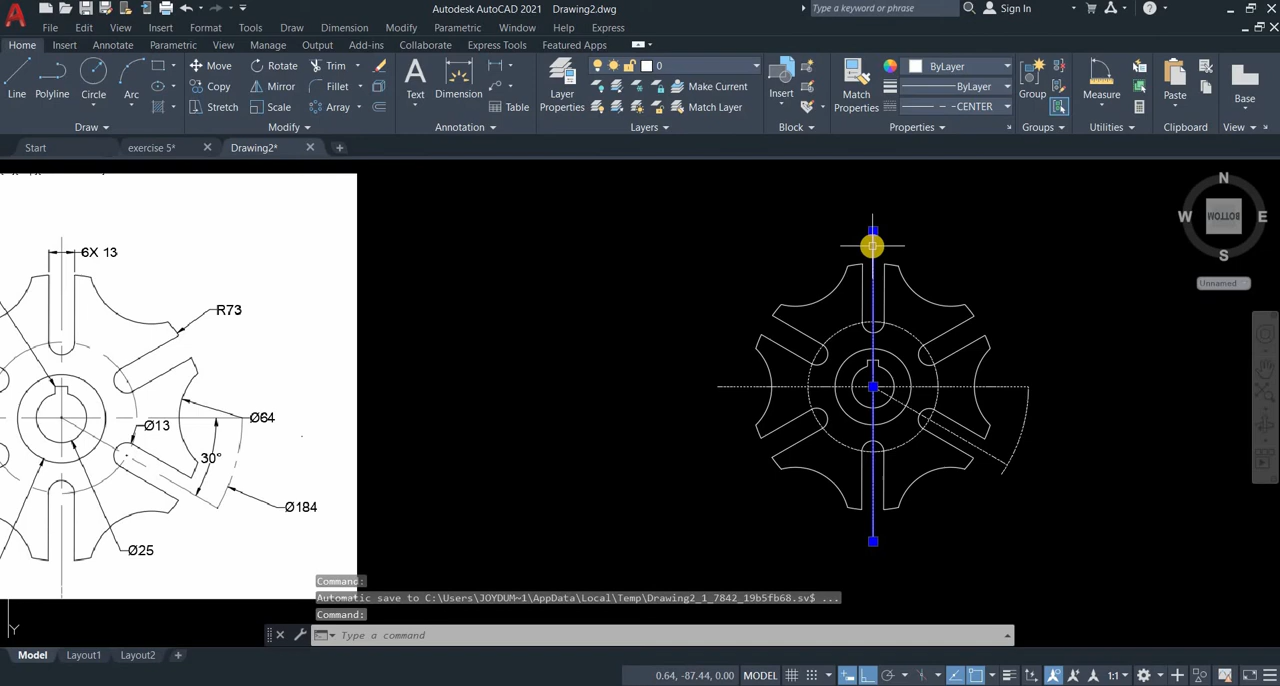 Autodesk AutoCAD 2021 Drawing2.dwg
Type a keyword or phrase
Sign In
File Edit View Insert Format Tools Draw Dimension Modify Parametric Window Help Express
Home Insert Annotate Parametric View Manage Output Add-ins Collaborate Express Tools Featured Apps
Line Polyline Circle Arc
Draw
Move Rotate Trim
Copy Mirror Fillet
Stretch Scale Array
Modify
Text Dimension Table
Annotation
Layer Properties
0
Make Current
Match Layer
Layers
Insert
Block
Match Properties
ByLayer
ByLayer
CENTER
Properties
Group
Groups
Measure
Utilities
Paste
Clipboard
Base
View
Start exercise 5* Drawing2*
6X 13
R73
Ø64
Ø13
30°
Ø184
Ø25
N
W BOTTOM E
S
Unnamed
Y
Command:
Automatic save to C:\Users\JOYDUM~1\AppData\Local\Temp\Drawing2_1_7842_19b5fb68.sv$ ...
Command:
Type a command
Model Layout1 Layout2
0.64, -87.44, 0.00 MODEL 1:1